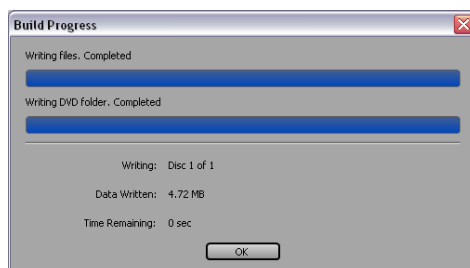 Build Progress
Writing files. Completed
Writing DVD folder. Completed
Writing: Disc 1 of 1
Data Written: 4.72 MB
Time Remaining: 0 sec
OK